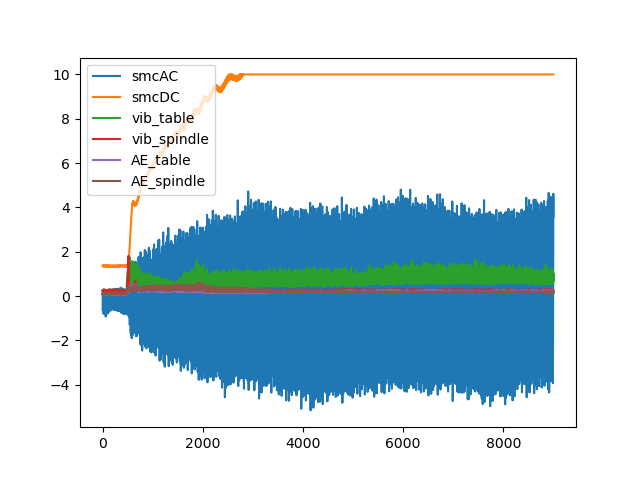 10
8
6
4
2
0
−2
−4
0
2000
4000
6000
8000
smcAC
smcDC
vib_table
vib_spindle
AE_table
AE_spindle